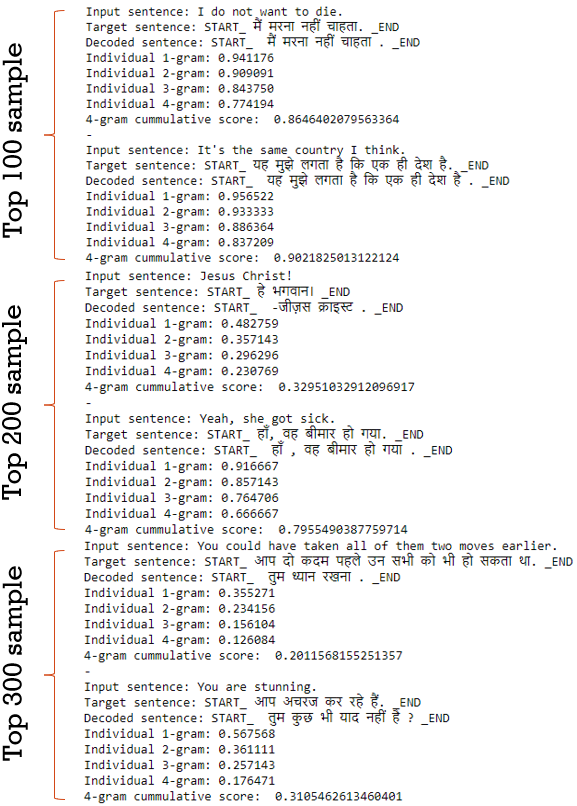 Top 100 sample
Input sentence: I do not want to die.
Target sentence: START_ मैं मरना नहीं चाहता. _END
Decoded sentence: START_  मैं मरना नहीं चाहता . _END
Individual 1-gram: 0.941176
Individual 2-gram: 0.909091
Individual 3-gram: 0.843750
Individual 4-gram: 0.774194
4-gram cummulative score:  0.8646402079563364
-
Input sentence: It's the same country I think.
Target sentence: START_ यह मुझे लगता है कि एक ही देश है. _END
Decoded sentence: START_  यह मुझे लगता है कि एक ही देश है . _END
Individual 1-gram: 0.956522
Individual 2-gram: 0.933333
Individual 3-gram: 0.886364
Individual 4-gram: 0.837209
4-gram cummulative score:  0.9021825013122124
Top 200 sample
Input sentence: Jesus Christ!
Target sentence: START_ हे भगवान। _END
Decoded sentence: START_  -जीज़स क्राइस्ट . _END
Individual 1-gram: 0.482759
Individual 2-gram: 0.357143
Individual 3-gram: 0.296296
Individual 4-gram: 0.230769
4-gram cummulative score:  0.32951032912096917
-
Input sentence: Yeah, she got sick.
Target sentence: START_ हाँ, वह बीमार हो गया. _END
Decoded sentence: START_  हाँ , वह बीमार हो गया . _END
Individual 1-gram: 0.916667
Individual 2-gram: 0.857143
Individual 3-gram: 0.764706
Individual 4-gram: 0.666667
4-gram cummulative score:  0.7955490387759714
Top 300 sample
Input sentence: You could have taken all of them two moves earlier.
Target sentence: START_ आप दो कदम पहले उन सभी को भी हो सकता था. _END
Decoded sentence: START_  तुम ध्यान रखना . _END
Individual 1-gram: 0.355271
Individual 2-gram: 0.234156
Individual 3-gram: 0.156104
Individual 4-gram: 0.126084
4-gram cummulative score:  0.2011568155251357
-
Input sentence: You are stunning.
Target sentence: START_ आप अचरज कर रहे हैं. _END
Decoded sentence: START_  तुम कुछ भी याद नहीं है ? _END
Individual 1-gram: 0.567568
Individual 2-gram: 0.361111
Individual 3-gram: 0.257143
Individual 4-gram: 0.176471
4-gram cummulative score:  0.3105462613460401